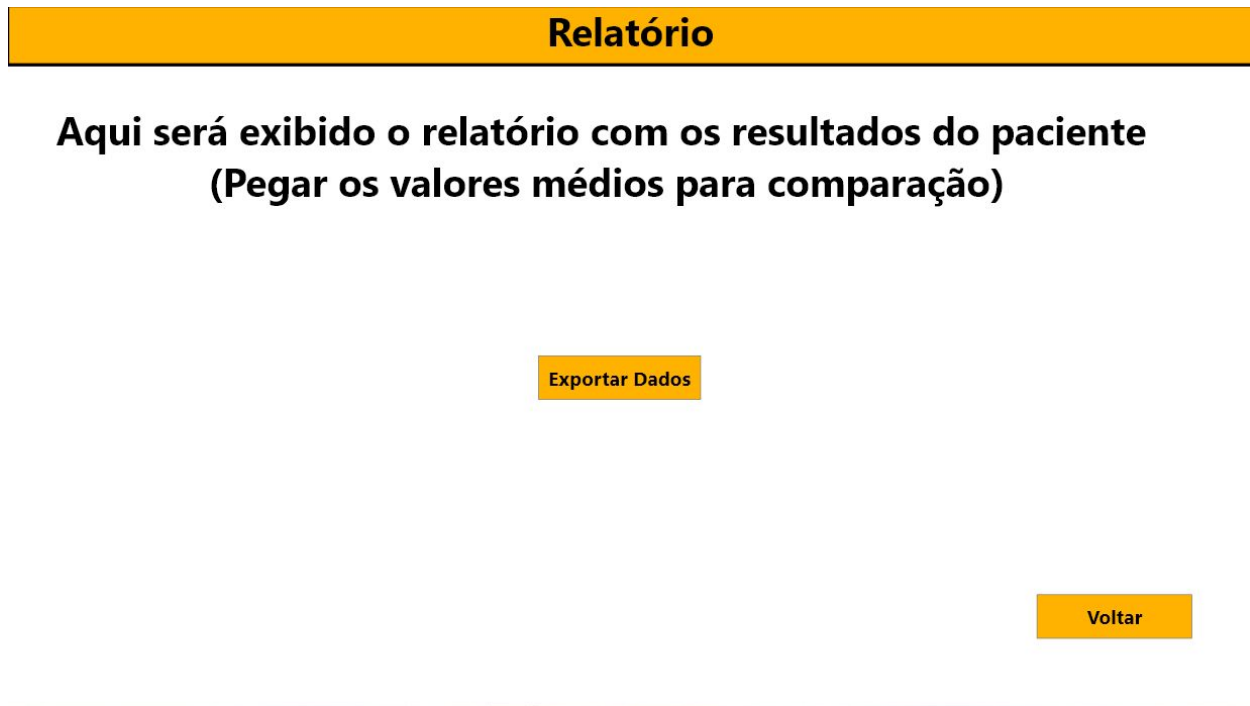 Relatório
Aqui será exibido o relatório com os resultados do paciente
(Pegar os valores médios para comparação)
Exportar Dados
Voltar